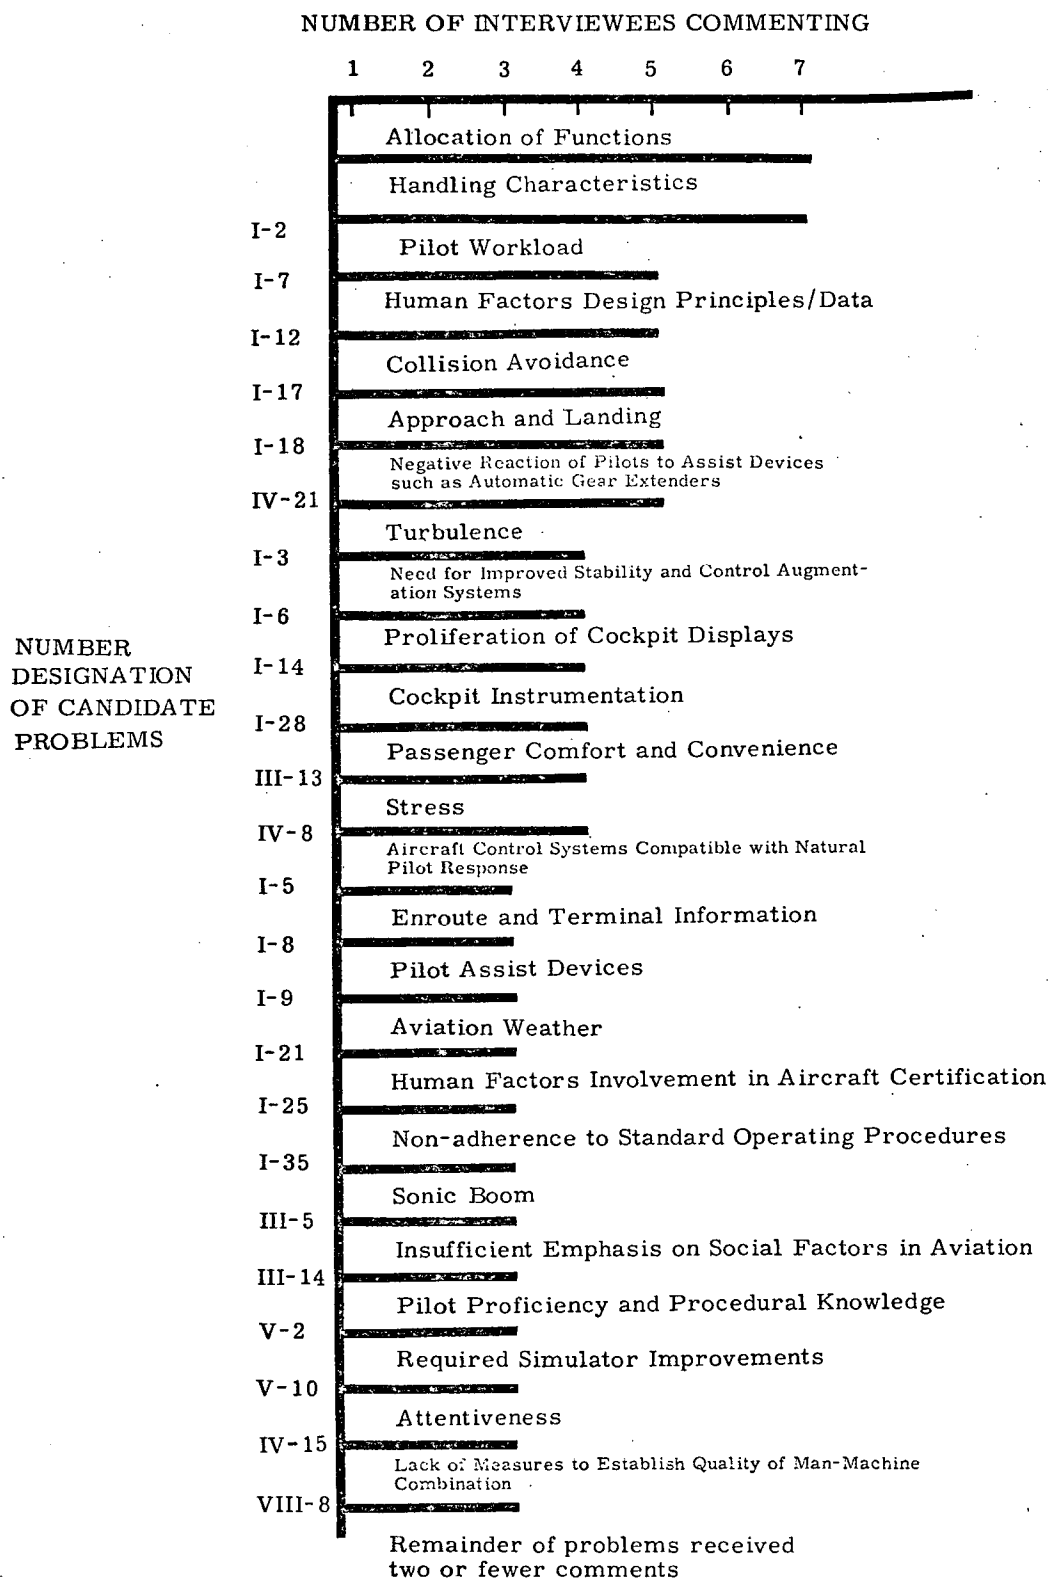 NUMBER OF INTERVIEWEES COMMENTING
1 2 3 4 5 6 7
Allocation of Functions
Handling Characteristics
I-2
Pilot Workload
I-7
Human Factors Design Principles/Data
I-12
Collision Avoidance
I-17
Approach and Landing
I-18
Negative Reaction of Pilots to Assist Devices
such as Automatic Gear Extenders
IV-21
Turbulence
I-3
Need for Improved Stability and Control Augment-
ation Systems
I-6
Proliferation of Cockpit Displays
NUMBER
DESIGNATION
OF CANDIDATE
PROBLEMS
I-14
Cockpit Instrumentation
I-28
Passenger Comfort and Convenience
III-13
Stress
IV-8
Aircraft Control Systems Compatible with Natural
Pilot Response
I-5
Enroute and Terminal Information
I-8
Pilot Assist Devices
I-9
Aviation Weather
I-21
Human Factors Involvement in Aircraft Certification
I-25
Non-adherence to Standard Operating Procedures
I-35
Sonic Boom
III-5
Insufficient Emphasis on Social Factors in Aviation
III-14
Pilot Proficiency and Procedural Knowledge
V-2
Required Simulator Improvements
V-10
Attentiveness
IV-15
Lack of Measures to Establish Quality of Man-Machine
Combination
VIII-8
Remainder of problems received
two or fewer comments